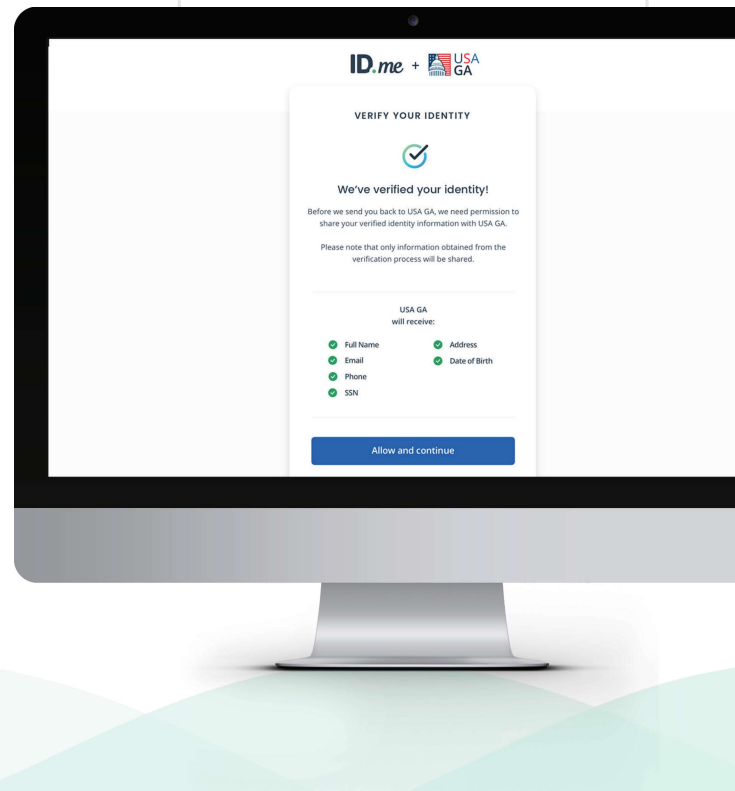 ID.me + USA
GA
VERIFY YOUR IDENTITY
We’ve verified your identity!
Before we send you back to USA GA, we need permission to
share your verified identity information with USA GA.
Please note that only information obtained from the
verification process will be shared.
USA GA
will receive:
Full Name
Email
Phone
SSN
Address
Date of Birth
Allow and continue